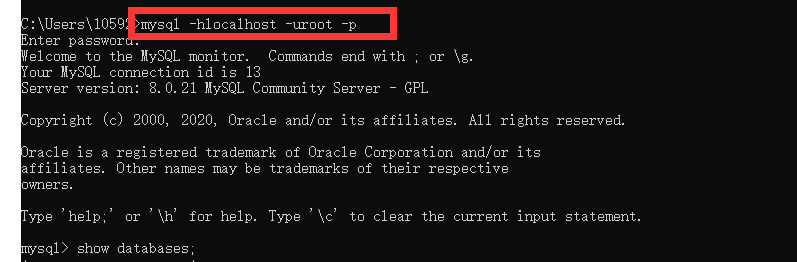 C:\Users\10592>mysql -hlocalhost -uroot -p
Enter password:
Welcome to the MySQL monitor.  Commands end with ; or \g.
Your MySQL connection id is 13
Server version: 8.0.21 MySQL Community Server - GPL
Copyright (c) 2000, 2020, Oracle and/or its affiliates. All rights reserved.
Oracle is a registered trademark of Oracle Corporation and/or its
affiliates. Other names may be trademarks of their respective
owners.
Type 'help;' or '\h' for help. Type '\c' to clear the current input statement.
mysql> show databases;